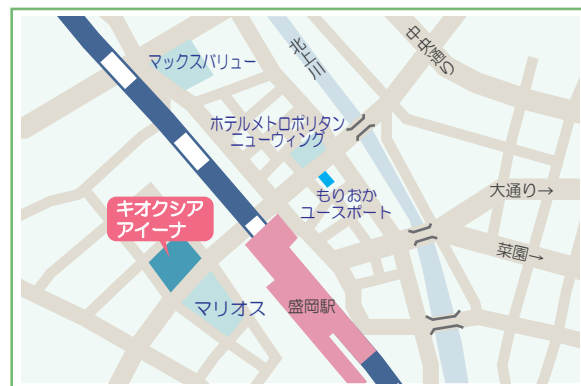 マックスバリュー
北上川
中央通り
ホテルメトロポリタン
ニューウィング
もりおか
ユースポート
大通り→
菜園→
キオクシア
アイーナ
マリオス
盛岡駅